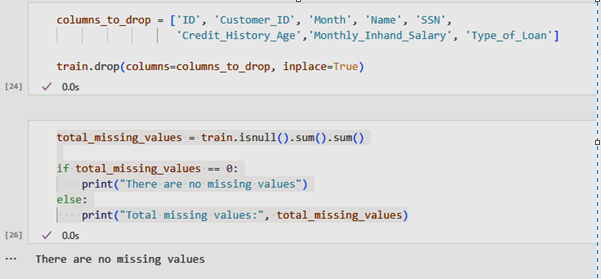 columns_to_drop = ['ID', 'Customer_ID', 'Month', 'Name', 'SSN',
'Credit_History_Age','Monthly_Inhand_Salary', 'Type_of_Loan']
train.drop(columns=columns_to_drop, inplace=True)
[24]
0.0s
total_missing_values = train.isnull().sum().sum()
if total_missing_values == 0:
print("There are no missing values")
else:
print("Total missing values:", total_missing_values)
[26]
0.0s
There are no missing values